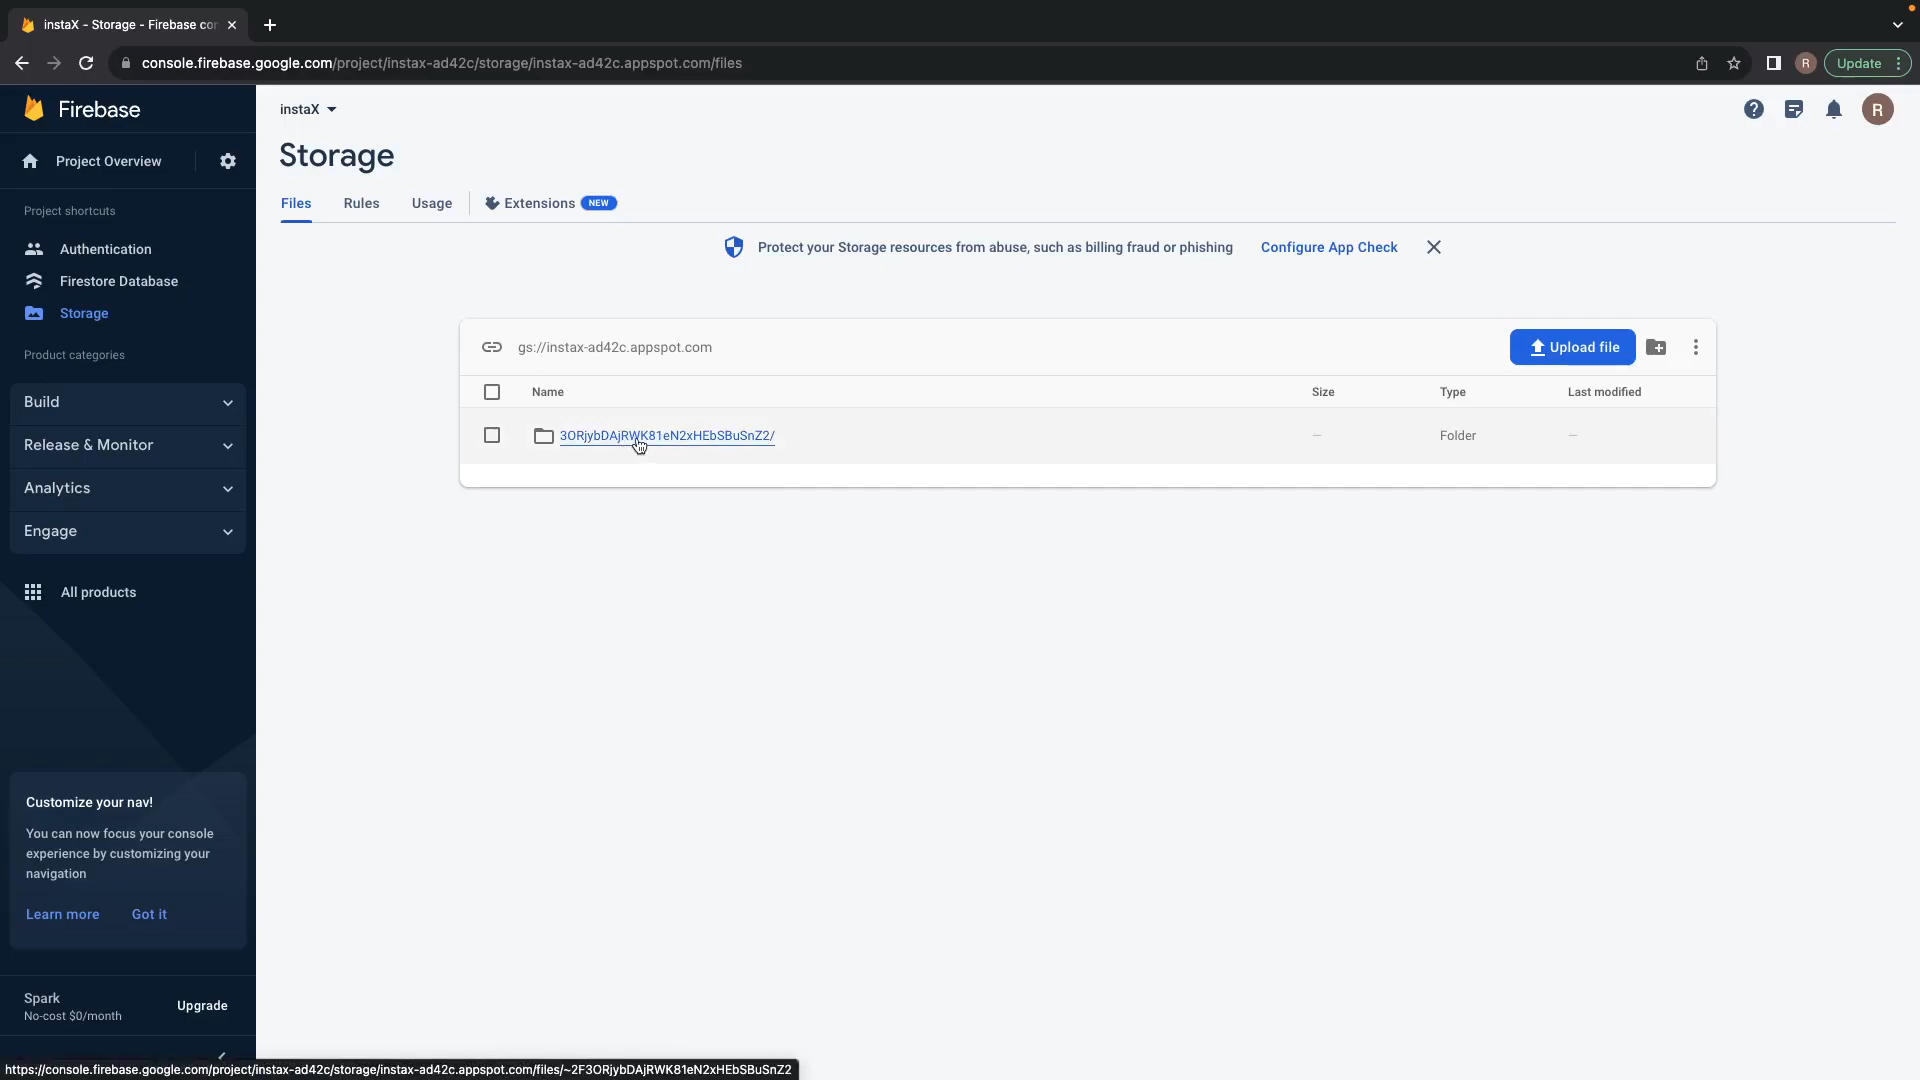 instaX - Storage - Firebase con
console.firebase.google.com/project/instax-ad42c/storage/instax-ad42c.appspot.com/files
R
Update
Firebase
Project Overview
Project shortcuts
Authentication
Firestore Database
Storage
Product categories
Build
Release & Monitor
Analytics
Engage
All products
Customize your nav!
You can now focus your console
experience by customizing your
navigation
Learn more Got it
Spark
No-cost $0/month
Upgrade
instaX
R
Storage
Files Rules Usage Extensions NEW
Protect your Storage resources from abuse, such as billing fraud or phishing Configure App Check
gs://instax-ad42c.appspot.com
Upload file
Name Size Type Last modified
3ORjybDAjRWK81eN2xHEbSBuSnZ2/ — Folder —
https://console.firebase.google.com/project/instax-ad42c/storage/instax-ad42c.appspot.com/files/~2F3ORjybDAjRWK81eN2xHEbSBuSnZ2